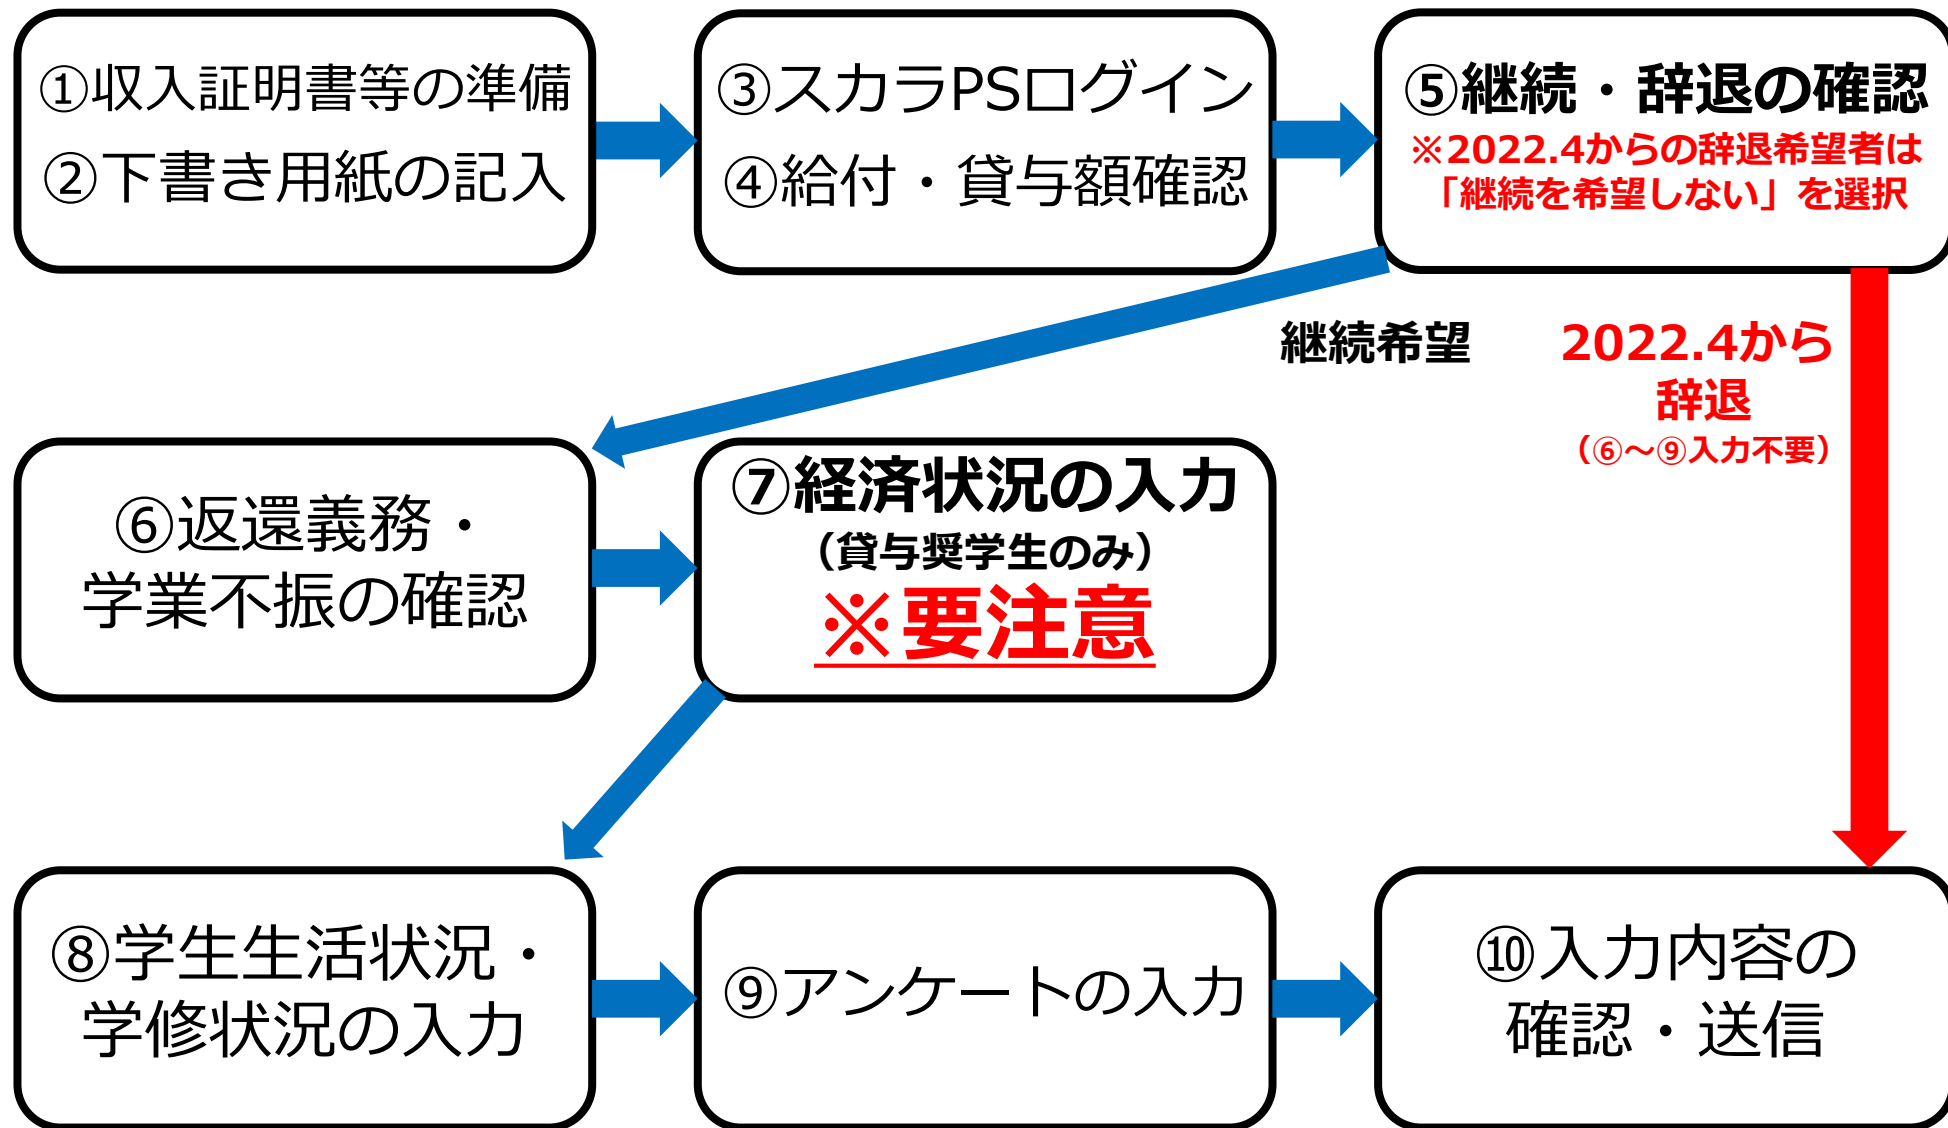 ①収入証明書等の準備
②下書き用紙の記入
③スカラPSログイン
④給付・貸与額確認
⑤継続・辞退の確認
※2022.4からの辞退希望者は
「継続を希望しない」を選択
継続希望
2022.4から
辞退
（⑥～⑨入力不要）
⑥返還義務・
学業不振の確認
⑦経済状況の入力
（貸与奨学生のみ）
※要注意
⑧学生生活状況・
学修状況の入力
⑨アンケートの入力
⑩入力内容の
確認・送信